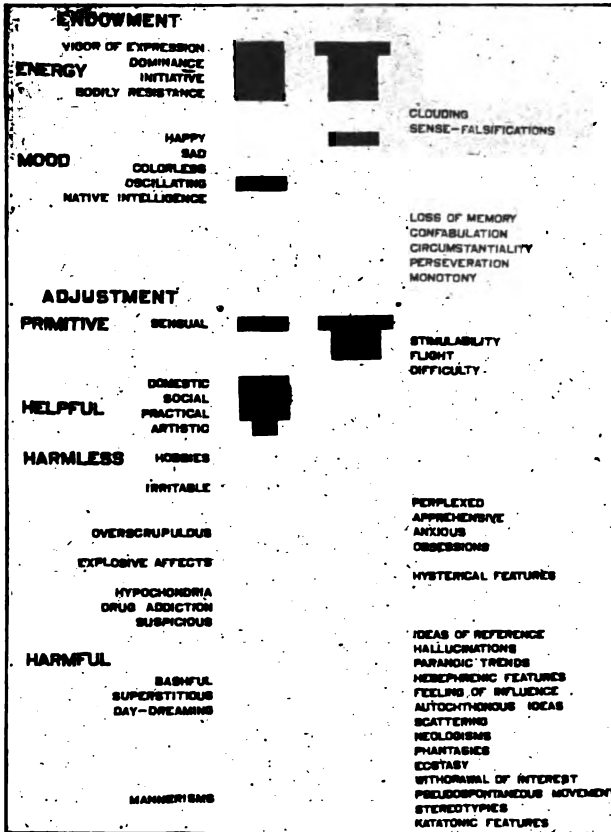 ENDOWMENT
VIGOR OF EXPRESSION
ENERGY
DOMINANCE
INITIATIVE
BODILY RESISTANCE
CLOUDING
SENSE-FALSIFICATIONS
HAPPY
SAD
MOOD
COLORLESS
OSCILLATING
NATIVE INTELLIGENCE
LOSS OF MEMORY
CONFABULATION
CIRCUMSTANTIALITY
PERSEVERATION
MONOTONY
ADJUSTMENT
PRIMITIVE SENSUAL
STIMULABILITY
FLIGHT
DIFFICULTY
DOMESTIC
SOCIAL
HELPFUL
PRACTICAL
ARTISTIC
HARMLESS HOBBIES
IRRITABLE
PERPLEXED
APPREHENSIVE
OVERSCRUPULOUS ANXIOUS
OBSESSIONS
EXPLOSIVE AFFECTS
HYSTERICAL FEATURES
HYPOCHONDRIA
DRUG ADDICTION
SUSPICIOUS
IDEAS OF REFERENCE
HALLUCINATIONS
HARMFUL
PARANOIC TRENDS
BASHFUL HEBEPHRENIC FEATURES
SUPERSTITIOUS FEELING OF INFLUENCE
DAY-DREAMING AUTOCHTHONOUS IDEAS
SCATTERING
NEOLOGISMS
PHANTASIES
ECSTASY
WITHDRAWAL OF INTEREST
MANNERISMS PSEUDOSPONTANEOUS MOVEMENT
STEREOTYPIES
KATATONIC FEATURES